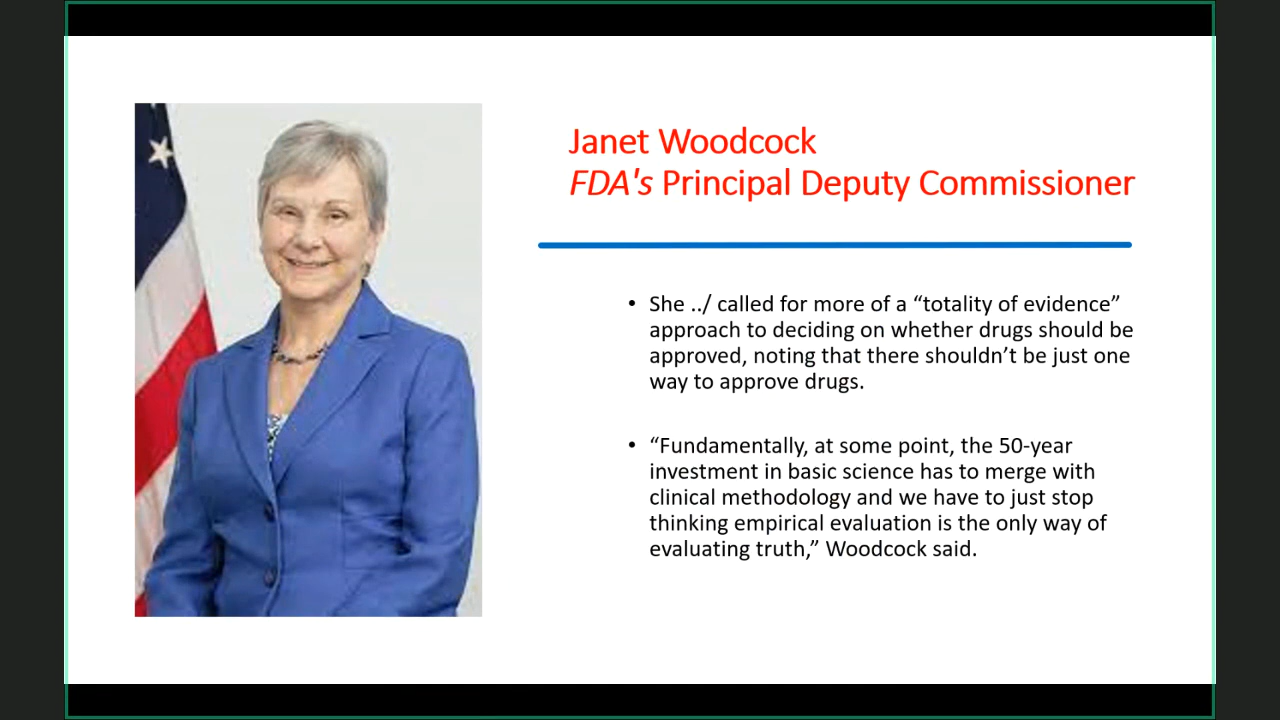 Janet Woodcock
FDA's Principal Deputy Commissioner
• She ../ called for more of a “totality of evidence”
approach to deciding on whether drugs should be
approved, noting that there shouldn’t be just one
way to approve drugs.
• “Fundamentally, at some point, the 50-year
investment in basic science has to merge with
clinical methodology and we have to just stop
thinking empirical evaluation is the only way of
evaluating truth,” Woodcock said.